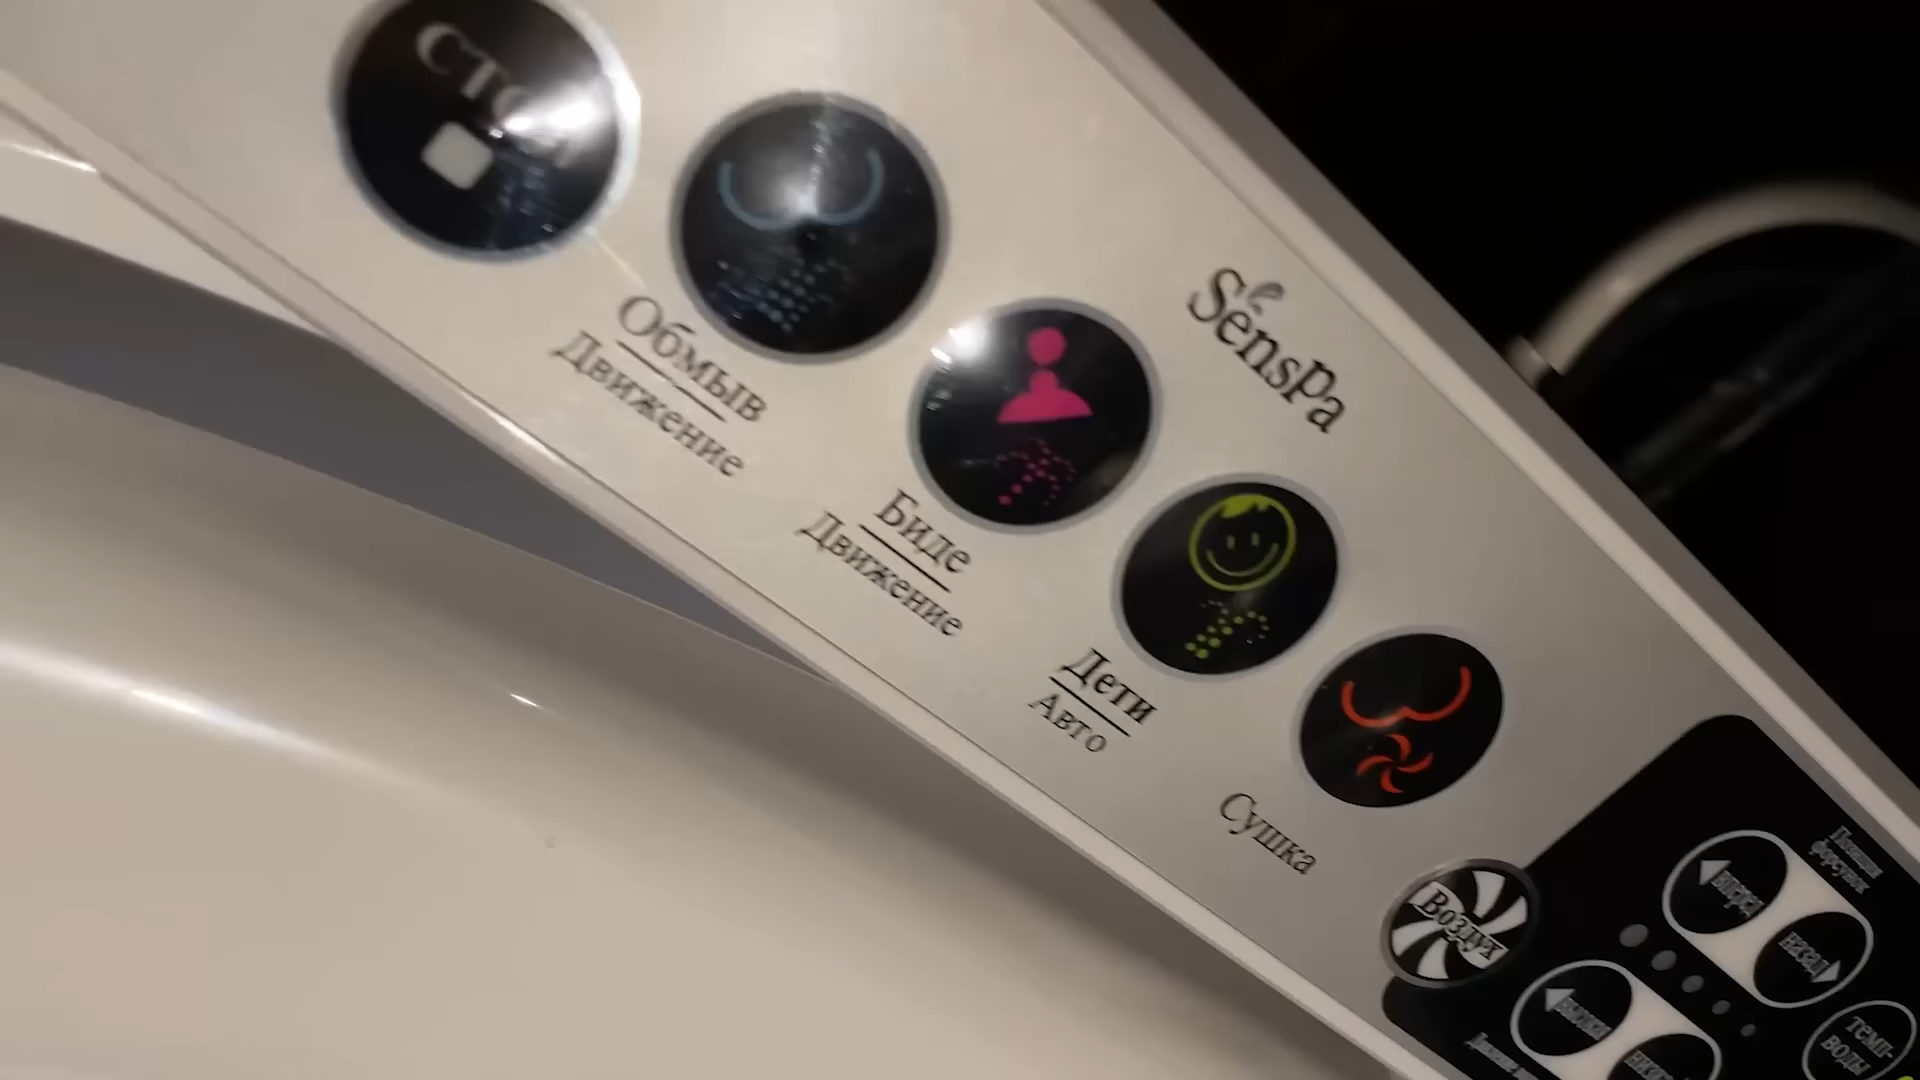 Стоп
Обмыв
Движение
Биде
Движение
Senspa
Дети
Авто
Сушка
Воздух
вперед
назад
темп-
воды